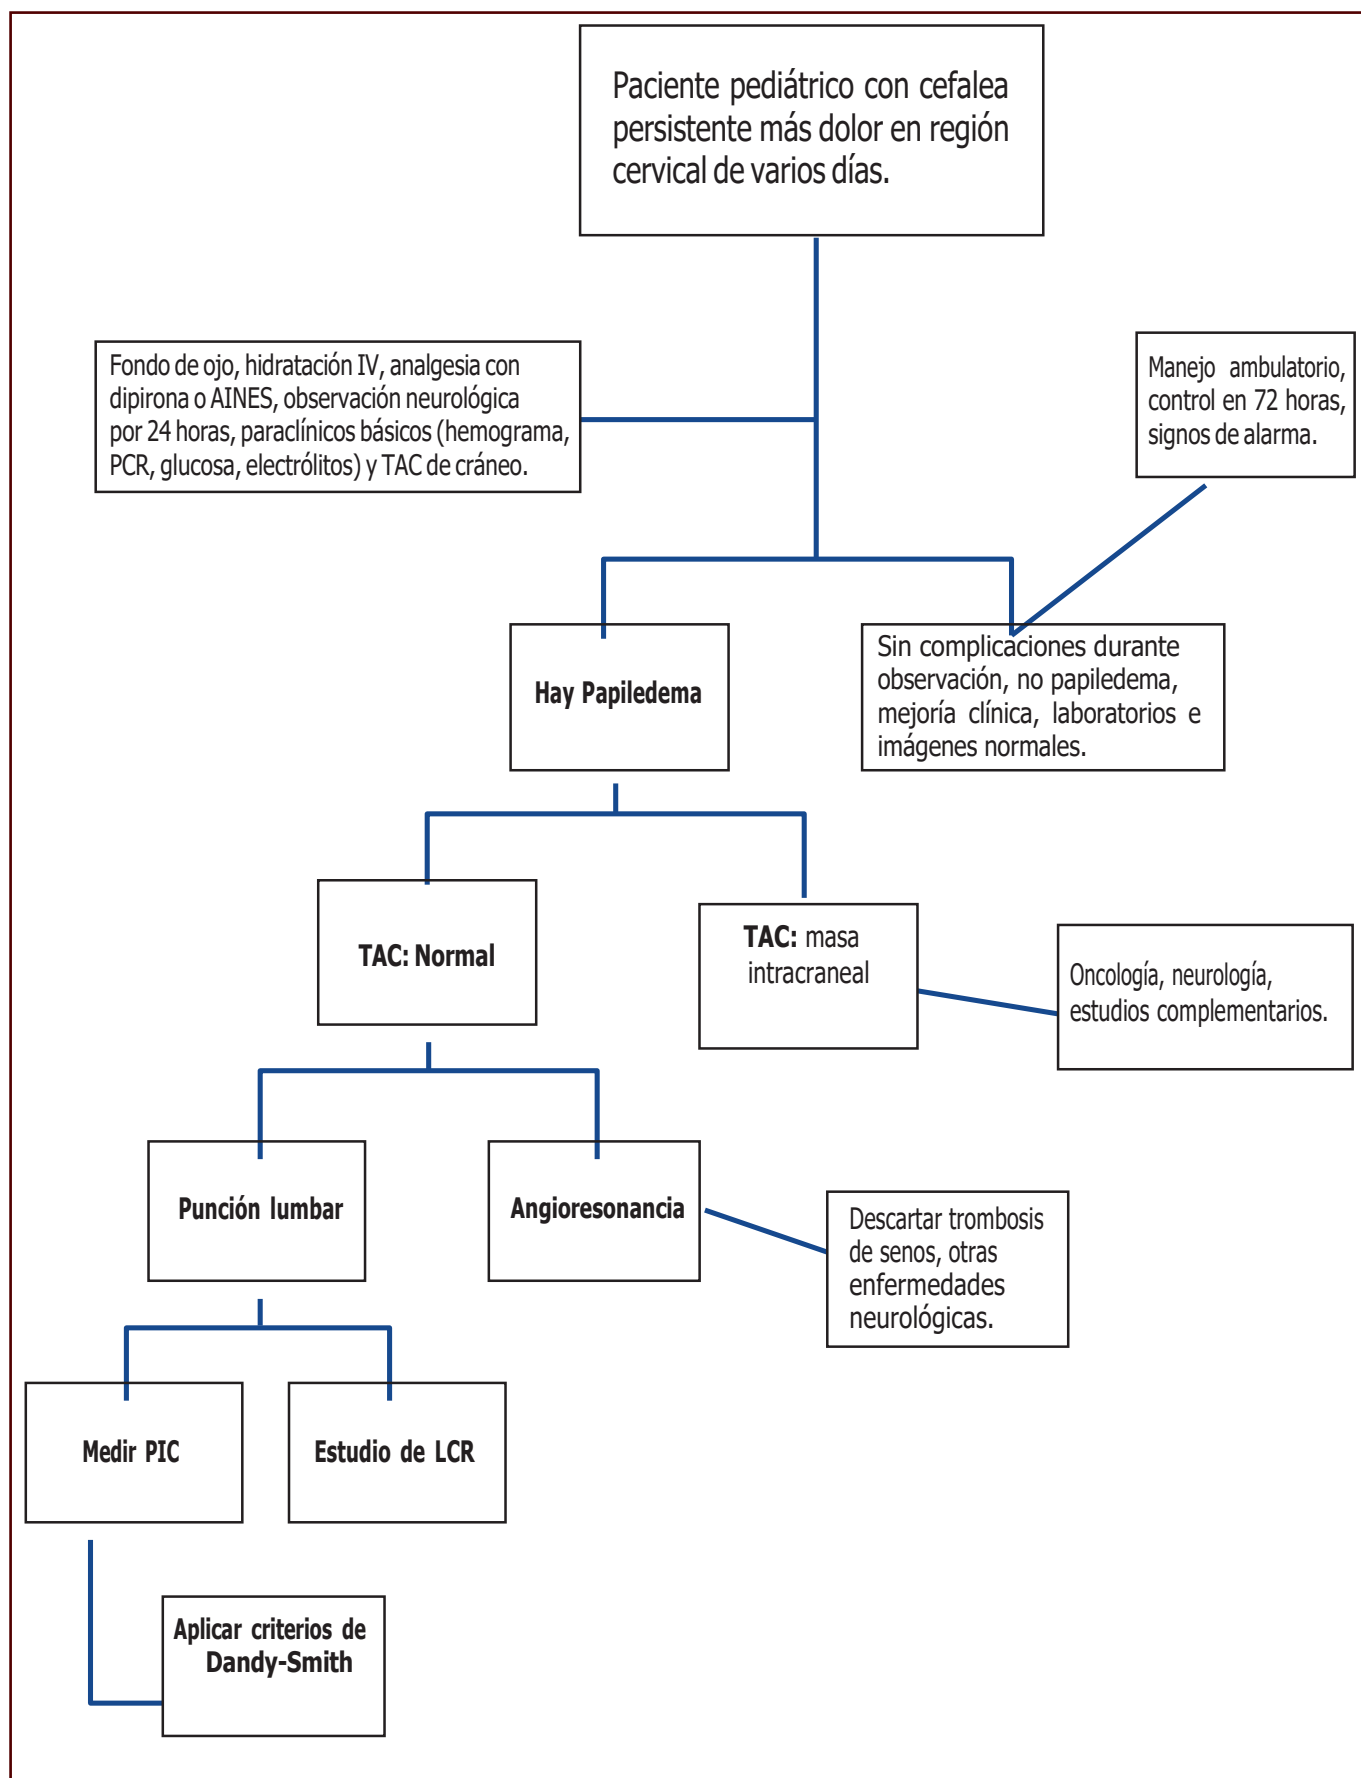 Paciente pediátrico con cefalea
persistente más dolor en región
cervical de varios días.
Fondo de ojo, hidratación IV, analgesia con
dipirona o AINES, observación neurológica
por 24 horas, paraclínicos básicos (hemograma,
PCR, glucosa, electrólitos) y TAC de cráneo.
Manejo ambulatorio,
control en 72 horas,
signos de alarma.
Hay Papiledema
Sin complicaciones durante
observación, no papiledema,
mejoría clínica, laboratorios e
imágenes normales.
TAC: Normal
TAC: masa
intracraneal
Oncología, neurología,
estudios complementarios.
Punción lumbar
Angioresonancia
Descartar trombosis
de senos, otras
enfermedades
neurológicas.
Medir PIC
Estudio de LCR
Aplicar criterios de
Dandy-Smith